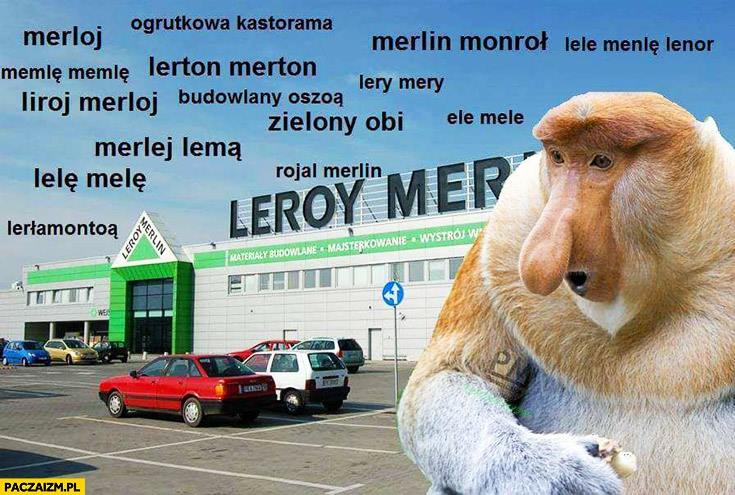 ogrutkowa kastorama
merloj
merlin monroł
lele menlę lenor
memlę memlę
lerton merton
lery mery
liroj merloj
budowlany oszoą
zielony obi
ele mele
merlej lemą
rojal merlin
lelę melę
LEROY MER
lerłamontoą
LEROY MERLIN
MATERIAŁY BUDOWLANE • MAJSTERKOWANIE • WYSTRÓJ
PACZAIZM.PL